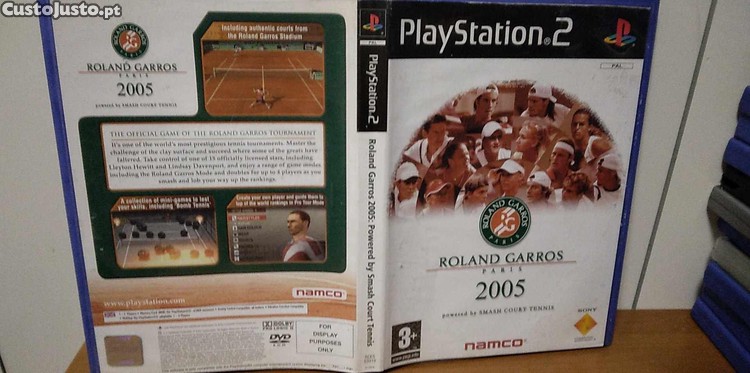 CustoJusto.pt
Including authentic courts from
the Roland Garros Stadium
ROLAND GARROS
PARIS
2005
powered by SMASH COURT TENNIS
THE OFFICIAL GAME OF THE ROLAND GARROS TOURNAMENT
It's one of the world's most prestigious tennis tournaments. Master the
challenge of the clay surface and succeed where some of the greats have
faltered. Take control of one of 15 officially licensed stars, including
Lleyton Hewitt and Lindsay Davenport, and enjoy a range of game modes
including the Roland Garros Mode and doubles for up to 4 players as you
smash and lob your way up the rankings.
A collection of mini-games to test
your skills, including Bomb Tennis
Create your own player and guide them to
top of the world rankings in Pro Tour Mode
www.playstation.com
namco
DOLBY
DVD
FOR
DISPLAY
PURPOSES
ONLY
PAL
PlayStation.2
Roland Garros 2005: Powered by Smash Court Tennis
PlayStation.2
PAL
ROLAND GARROS
PARIS
ROLAND GARROS
PARIS
2005
powered by SMASH COURT TENNIS
3+
www.pegi.info
namco
SONY